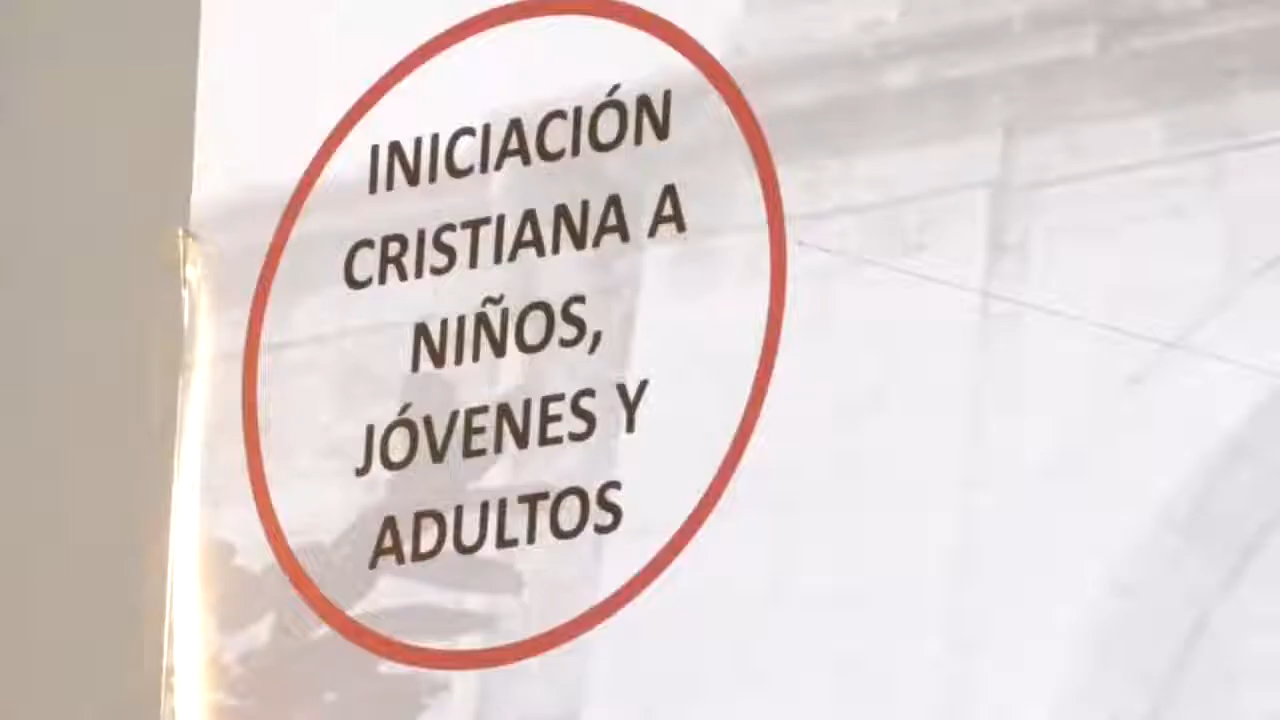 INICIACIÓN
CRISTIANA A
NIÑOS,
JÓVENES Y
ADULTOS